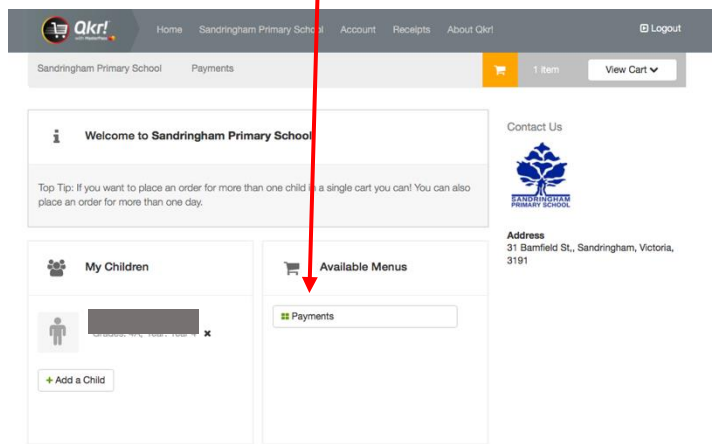 Qkr!
with MasterPass
Home Sandringham Primary School Account Receipts About Qkr! Logout
Sandringham Primary School Payments 1 Item View Cart
Welcome to Sandringham Primary School
Top Tip: If you want to place an order for more than one child in a single cart you can! You can also
place an order for more than one day.
My Children
+ Add a Child
Available Menus
Payments
Contact Us
SANDRINGHAM
PRIMARY SCHOOL
Address
31 Bamfield St,, Sandringham, Victoria,
3191